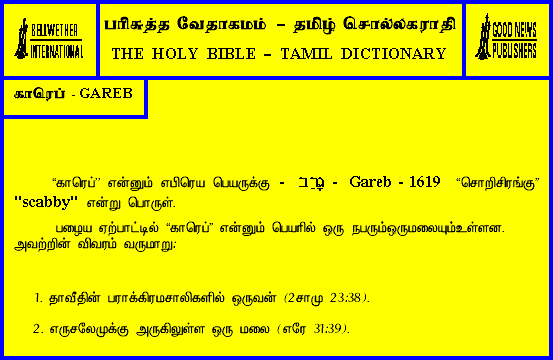 BELLWETHER
INTERNATIONAL
பரிசுத்த வேதாகமம் – தமிழ் சொல்லகராதி
THE HOLY BIBLE – TAMIL DICTIONARY
GOOD NEWS
PUBLISHERS
காரெப் - GAREB
“காரெப்” என்னும் எபிரெய பெயருக்கு - גָּרֵב - Gareb - 1619 “சொறிசிரங்கு”
"scabby" என்று பொருள்.
பழைய ஏற்பாட்டில் “காரெப்” என்னும் பெயரில் ஒரு நபரும்ஒருமலையும்உள்ளன.
அவற்றின் விவரம் வருமாறு:
1. தாவீதின் பராக்கிரமசாலிகளில் ஒருவன் (2சாமு 23:38).
2. எருசலேமுக்கு அருகிலுள்ள ஒரு மலை (எரே 31:39).